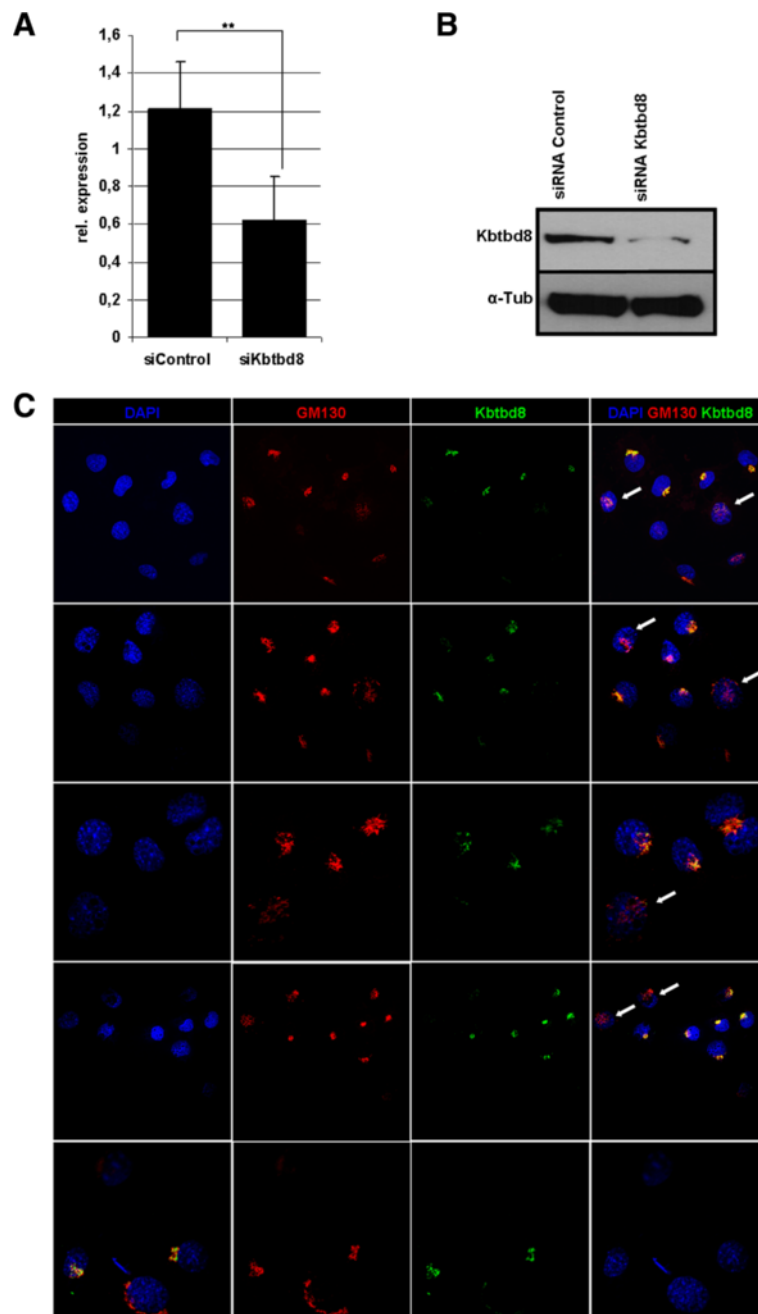 A
**
1,6
1,4
1,2
1
0,8
0,6
0,4
0,2
0
rel. expression
siControl
siKbtbd8
B
siRNA Control
siRNA Kbtbd8
Kbtbd8
α-Tub
C
DAPI
GM130
Kbtbd8
DAPI GM130 Kbtbd8